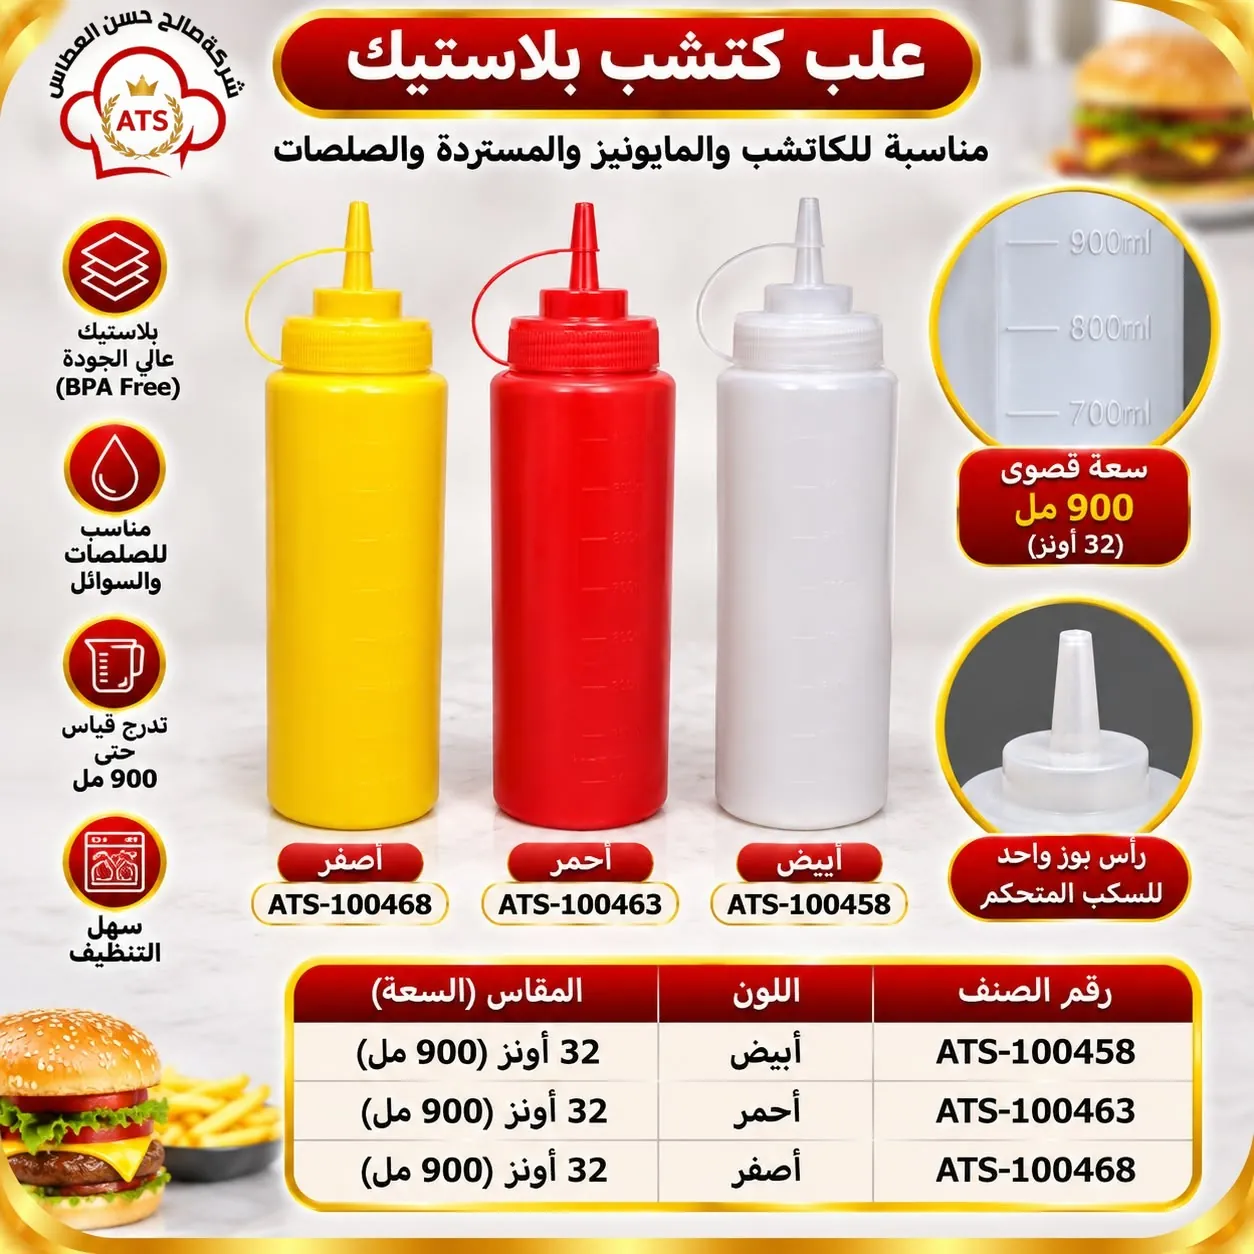 شركة صالح حسن العطاس
ATS
علب كتشب بلاستيك
مناسبة للكاتشب والمايونيز والمستردة والصلصات
بلاستيك
عالي الجودة
(BPA Free)
مناسب
للصلصات
والسوائل
تدرج قياس
حتى
900 مل
سهل
التنظيف
900ml
800ml
700ml
سعة قصوى
900 مل
(32 أونز)
رأس بوز واحد
للسكب المتحكم
أبيض
ATS-100458
أحمر
ATS-100463
أصفر
ATS-100468
رقم الصنف اللون المقاس (السعة)
ATS-100458 أبيض 32 أونز (900 مل)
ATS-100463 أحمر 32 أونز (900 مل)
ATS-100468 أصفر 32 أونز (900 مل)